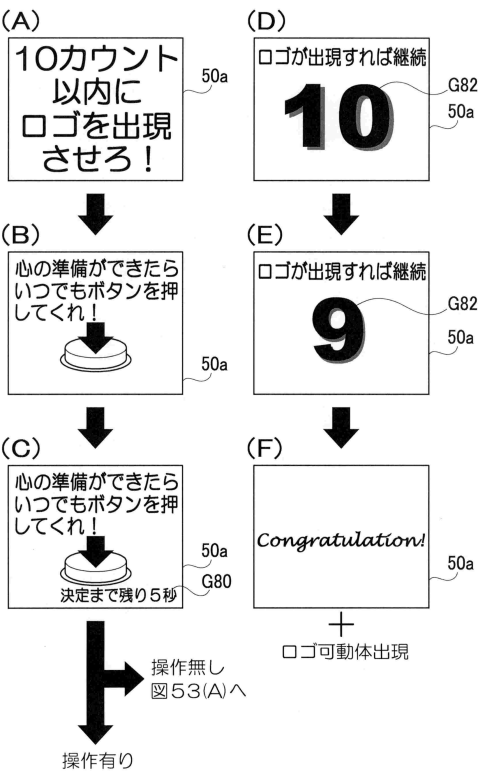 (A)
10カウント
以内に
ロゴを出現
させろ！
50a
(B)
心の準備ができたら
いつでもボタンを押
してくれ！
50a
(C)
心の準備ができたら
いつでもボタンを押
してくれ！
50a
決定まで残り5秒
G80
操作無し
図53(A)へ
操作有り
(D)
ロゴが出現すれば継続
10
G82
50a
(E)
ロゴが出現すれば継続
9
G82
50a
(F)
Congratulation!
50a
+
ロゴ可動体出現